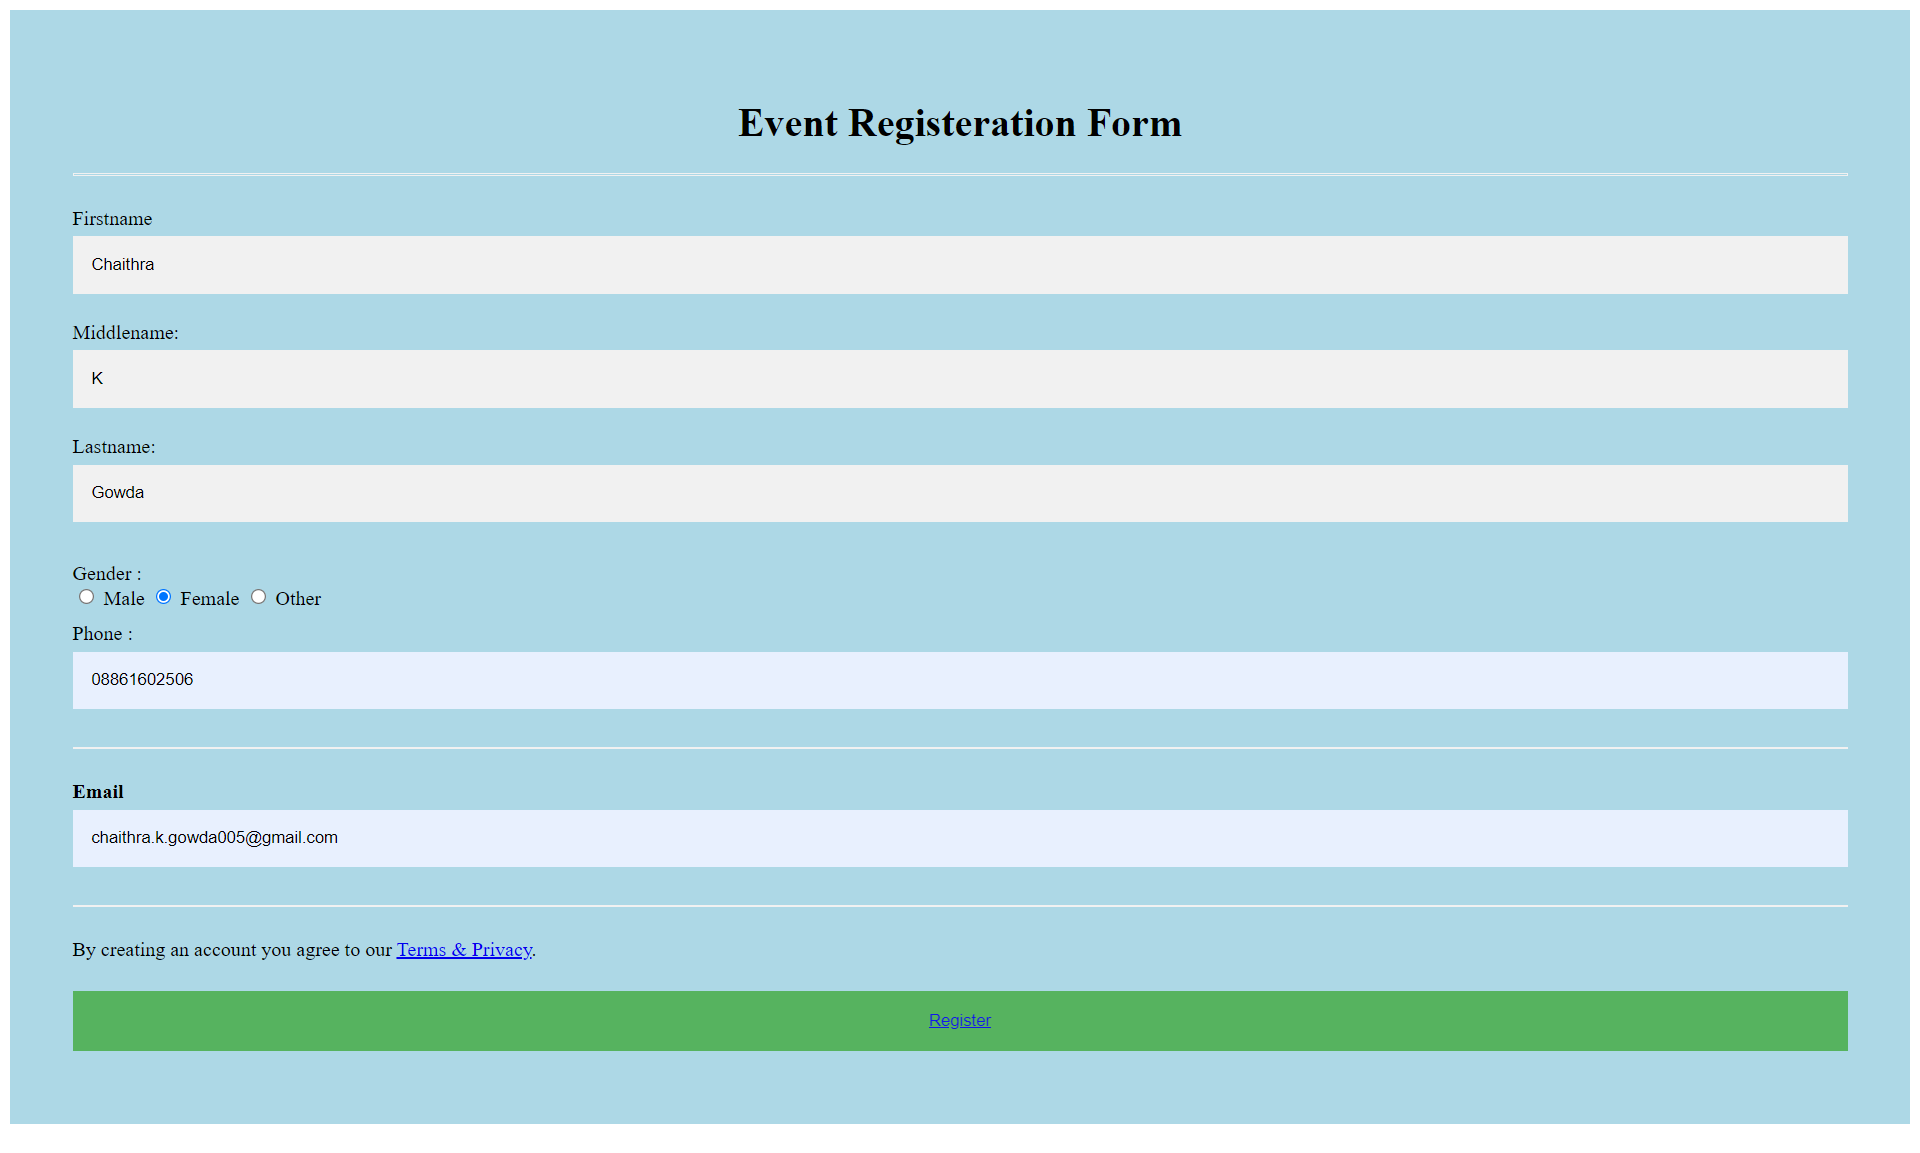 Event Registeration Form
Firstname
Chaithra
Middlename:
K
Lastname:
Gowda
Gender :
Male Female Other
Phone :
08861602506
Email
chaithra.k.gowda005@gmail.com
By creating an account you agree to our Terms & Privacy.
Register